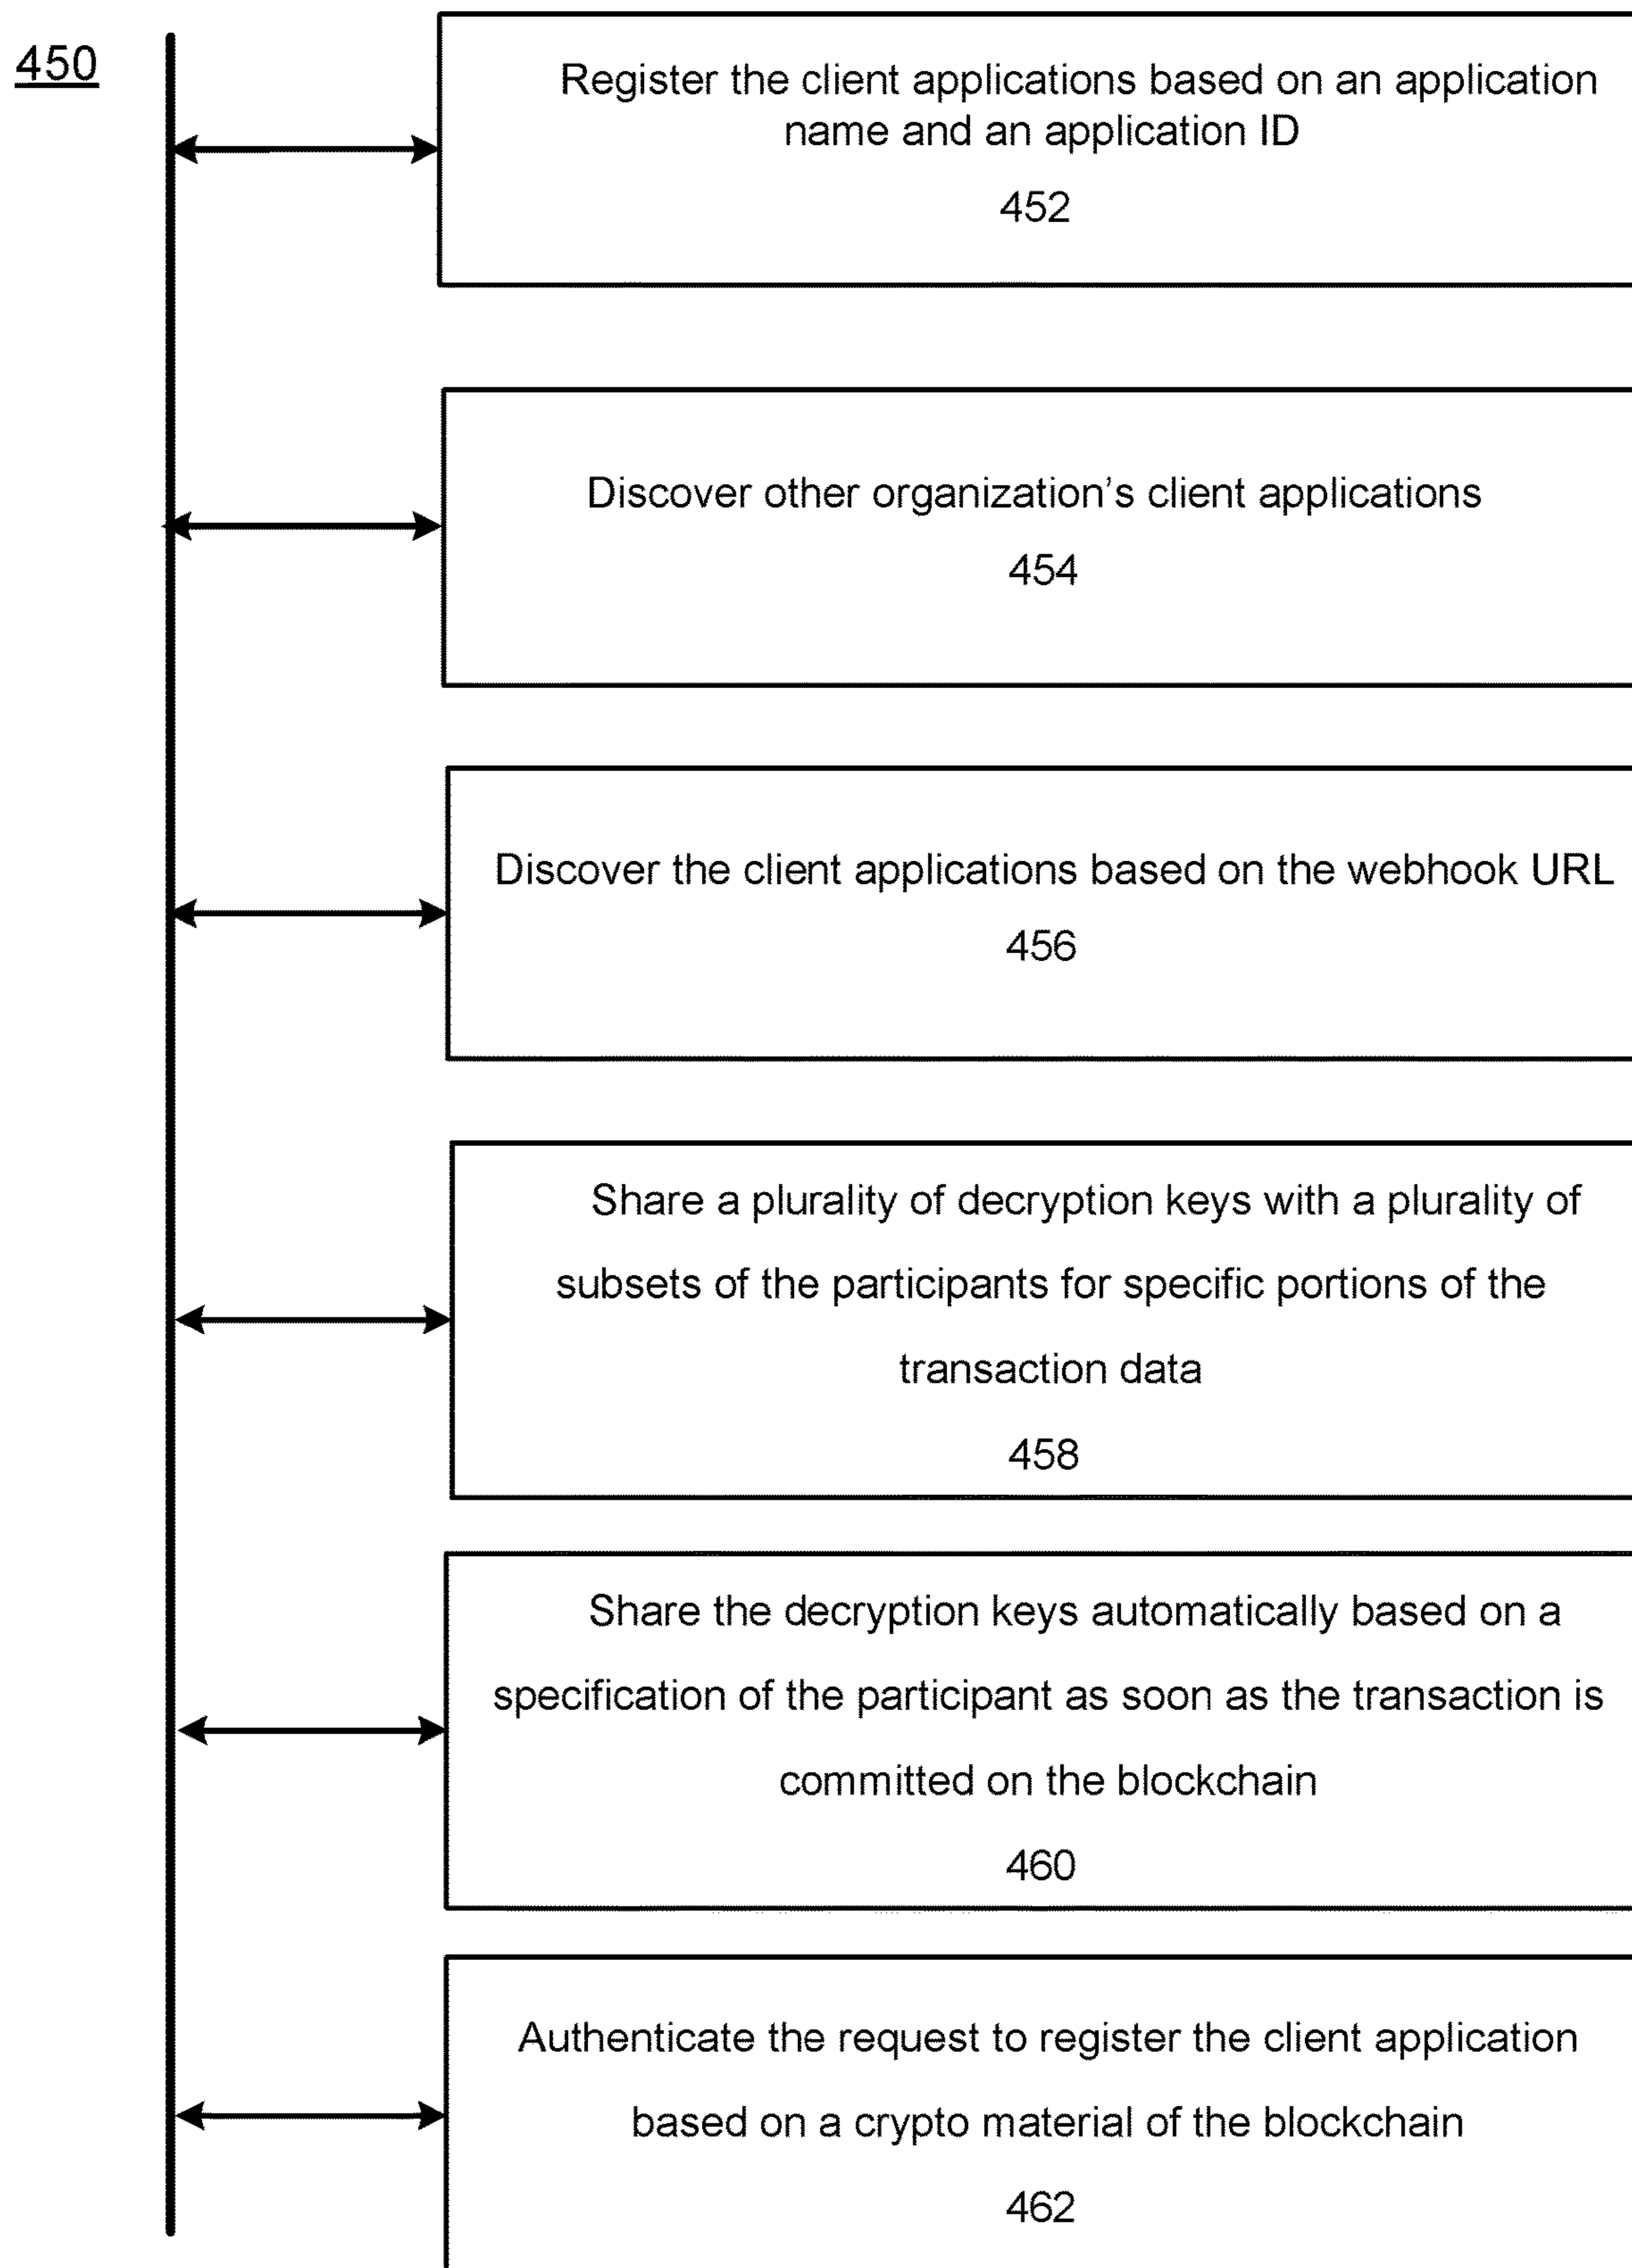 450
Register the client applications based on an application
name and an application ID
452
Discover other organization's client applications
454
Discover the client applications based on the webhook URL
456
Share a plurality of decryption keys with a plurality of
subsets of the participants for specific portions of the
transaction data
458
Share the decryption keys automatically based on a
specification of the participant as soon as the transaction is
committed on the blockchain
460
Authenticate the request to register the client application
based on a crypto material of the blockchain
462